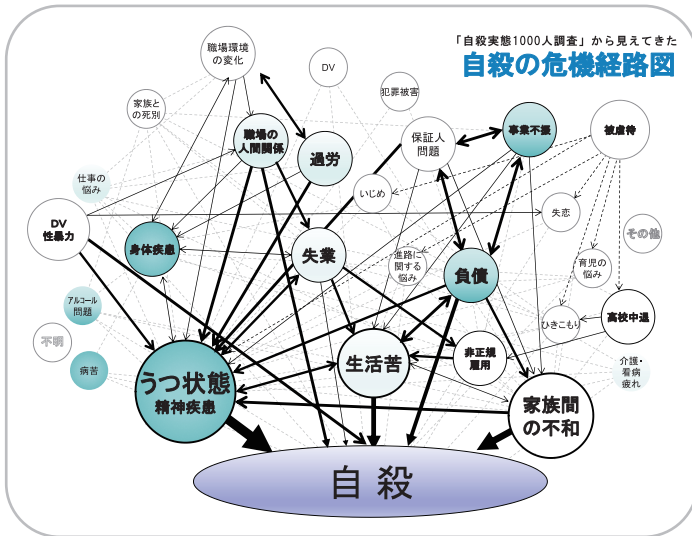 「自殺実態1000人調査」から見えてきた
自殺の危機経路図
職場環境
の変化
DV
犯罪被害
家族と
の死別
職場の
人間関係
過労
保証人
問題
事業不振
被虐待
仕事の
悩み
いじめ
失恋
DV
性暴力
身体疾患
失業
進路に
関する
悩み
負債
育児の
悩み
その他
アルコール
問題
ひきこもり
高校中退
不明
病苦
うつ状態
精神疾患
生活苦
非正規
雇用
介護・
看病
疲れ
家族間
の不和
自殺